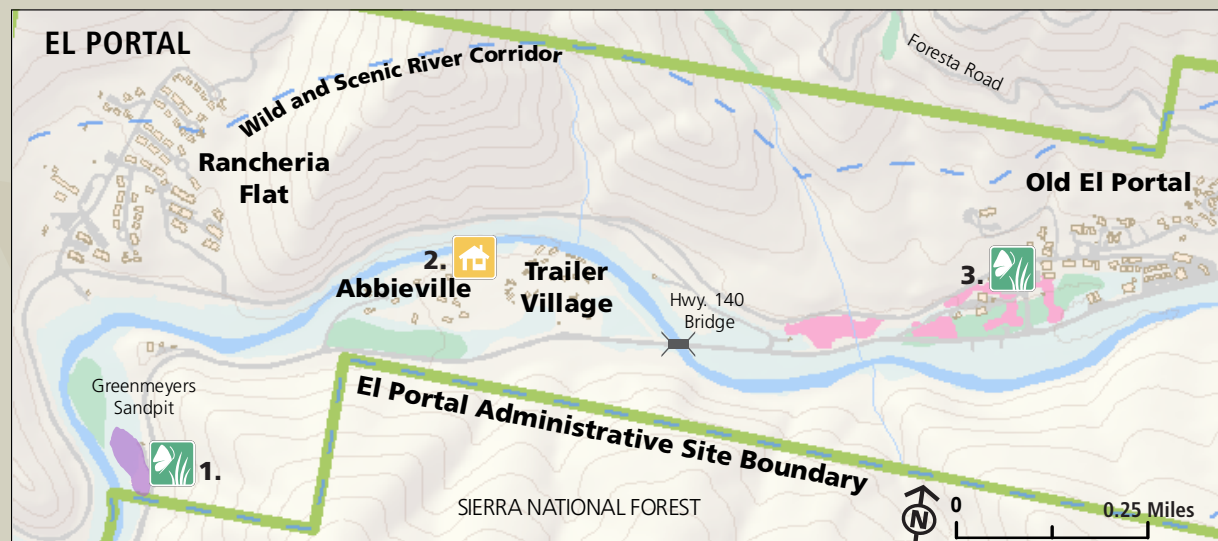 EL PORTAL
Wild and Scenic River Corridor
Foresta Road
Rancheria
Flat
Old El Portal
2.
Abbieville
Trailer
Village
3.
Hwy. 140
Bridge
Greenmeyers
Sandpit
El Portal Administrative Site Boundary
1.
SIERRA NATIONAL FOREST
N
0
0.25 Miles